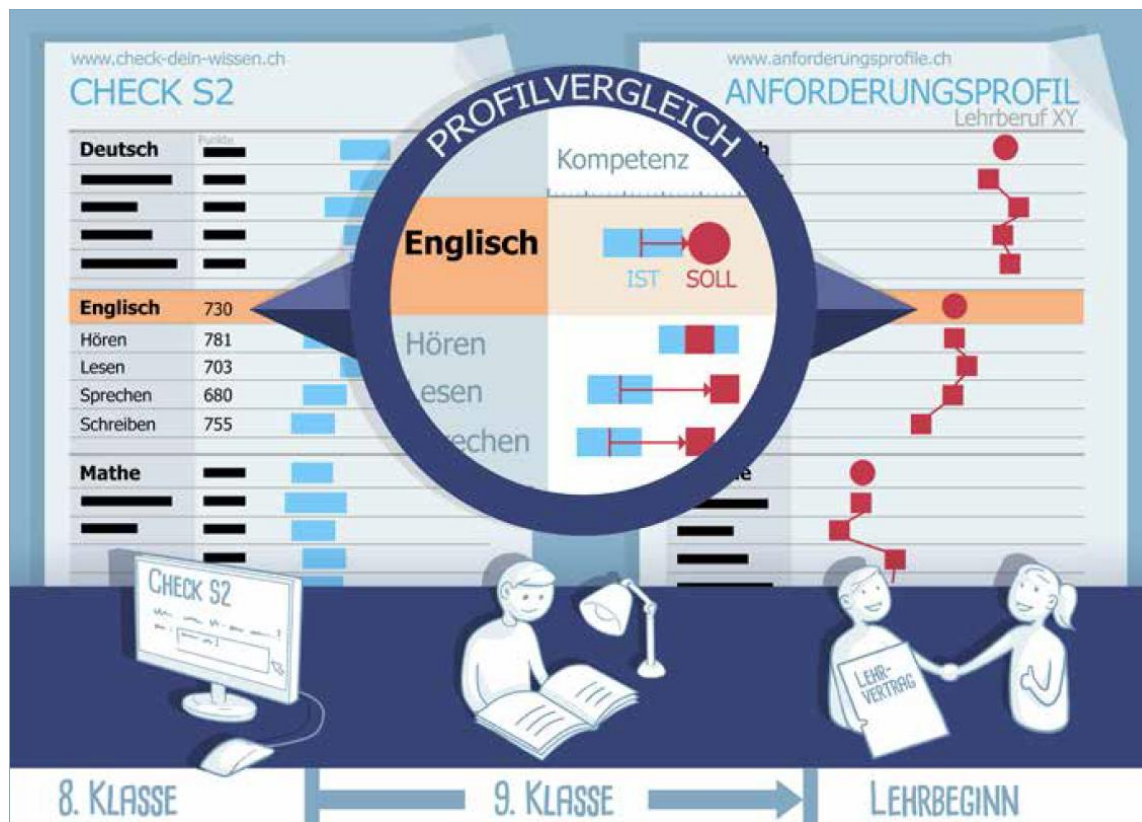 www.check-dein-wissen.ch
CHECK S2
Punkte
Deutsch
Englisch 730
Hören 781
Lesen 703
Sprechen 680
Schreiben 755
Mathe
PROFILVERGLEICH
Kompetenz
Englisch
IST SOLL
Hören
Lesen
Sprechen
www.anforderungsprofile.ch
ANFORDERUNGSPROFIL
Lehrberuf XY
CHECK S2
LEHR-
VERTRAG
8. KLASSE
9. KLASSE
LEHRBEGINN